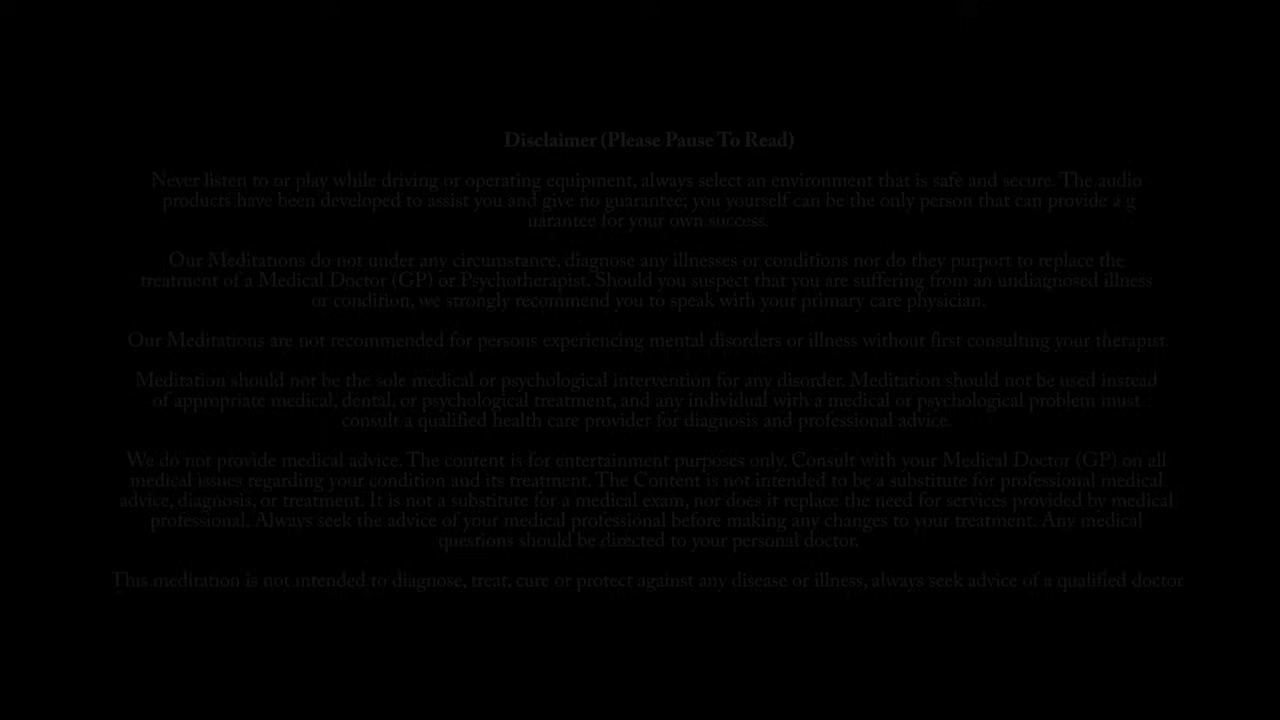 Disclaimer (Please Pause To Read)
Never listen to or play while driving or operating equipment, always select an environment that is safe and secure. The audio
products have been developed to assist you and give no guarantee; you yourself can be the only person that can provide a g
uarantee for your own success.
Our Meditations do not under any circumstance, diagnose any illnesses or conditions nor do they purport to replace the
treatment of a Medical Doctor (GP) or Psychotherapist. Should you suspect that you are suffering from an undiagnosed illness
or condition, we strongly recommend you to speak with your primary care physician.
Our Meditations are not recommended for persons experiencing mental disorders or illness without first consulting your therapist.
Meditation should not be the sole medical or psychological intervention for any disorder. Meditation should not be used instead
of appropriate medical, dental, or psychological treatment, and any individual with a medical or psychological problem must
consult a qualified health care provider for diagnosis and professional advice.
We do not provide medical advice. The content is for entertainment purposes only. Consult with your Medical Doctor (GP) on all
medical issues regarding your condition and its treatment. The Content is not intended to be a substitute for professional medical
advice, diagnosis, or treatment. It is not a substitute for a medical exam, nor does it replace the need for services provided by medical
professional. Always seek the advice of your medical professional before making any changes to your treatment. Any medical
questions should be directed to your personal doctor.
This meditation is not intended to diagnose, treat, cure or protect against any disease or illness, always seek advice of a qualified doctor